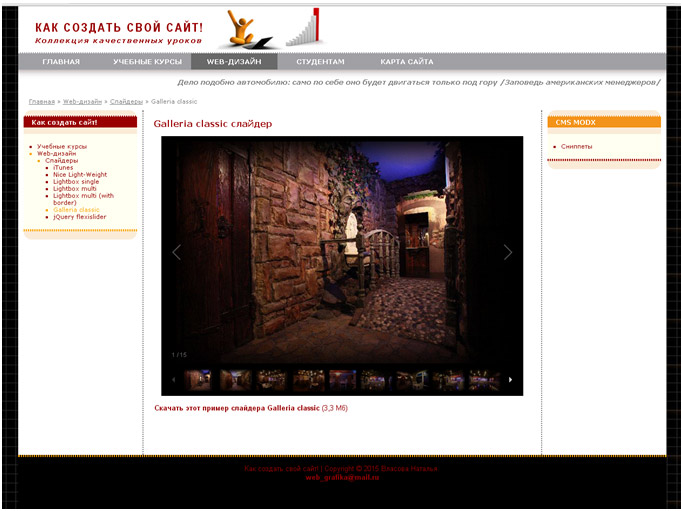 КАК СОЗДАТЬ СВОЙ САЙТ!
Коллекция качественных уроков
ГЛАВНАЯ УЧЕБНЫЕ КУРСЫ WEB-ДИЗАЙН СТУДЕНТАМ КАРТА САЙТА
Дело подобно автомобилю: само по себе оно будет двигаться только под гору /Заповедь американских менеджеров/
Главная » Web-дизайн » Слайдеры » Galleria classic
Как создать сайт!
Учебные курсы
Web-дизайн
Слайдеры
iTunes
Nice Light-Weight
Lightbox single
Lightbox multi
Lightbox multi (with
border)
Galleria classic
jQuery flexislider
Galleria classic слайдер
1 / 15
Скачать этот пример слайдера Galleria classic (3,3 Мб)
CMS MODX
Сниппеты
Как создать свой сайт | Copyright © Власова Наталья
web_grafika@mail.ru